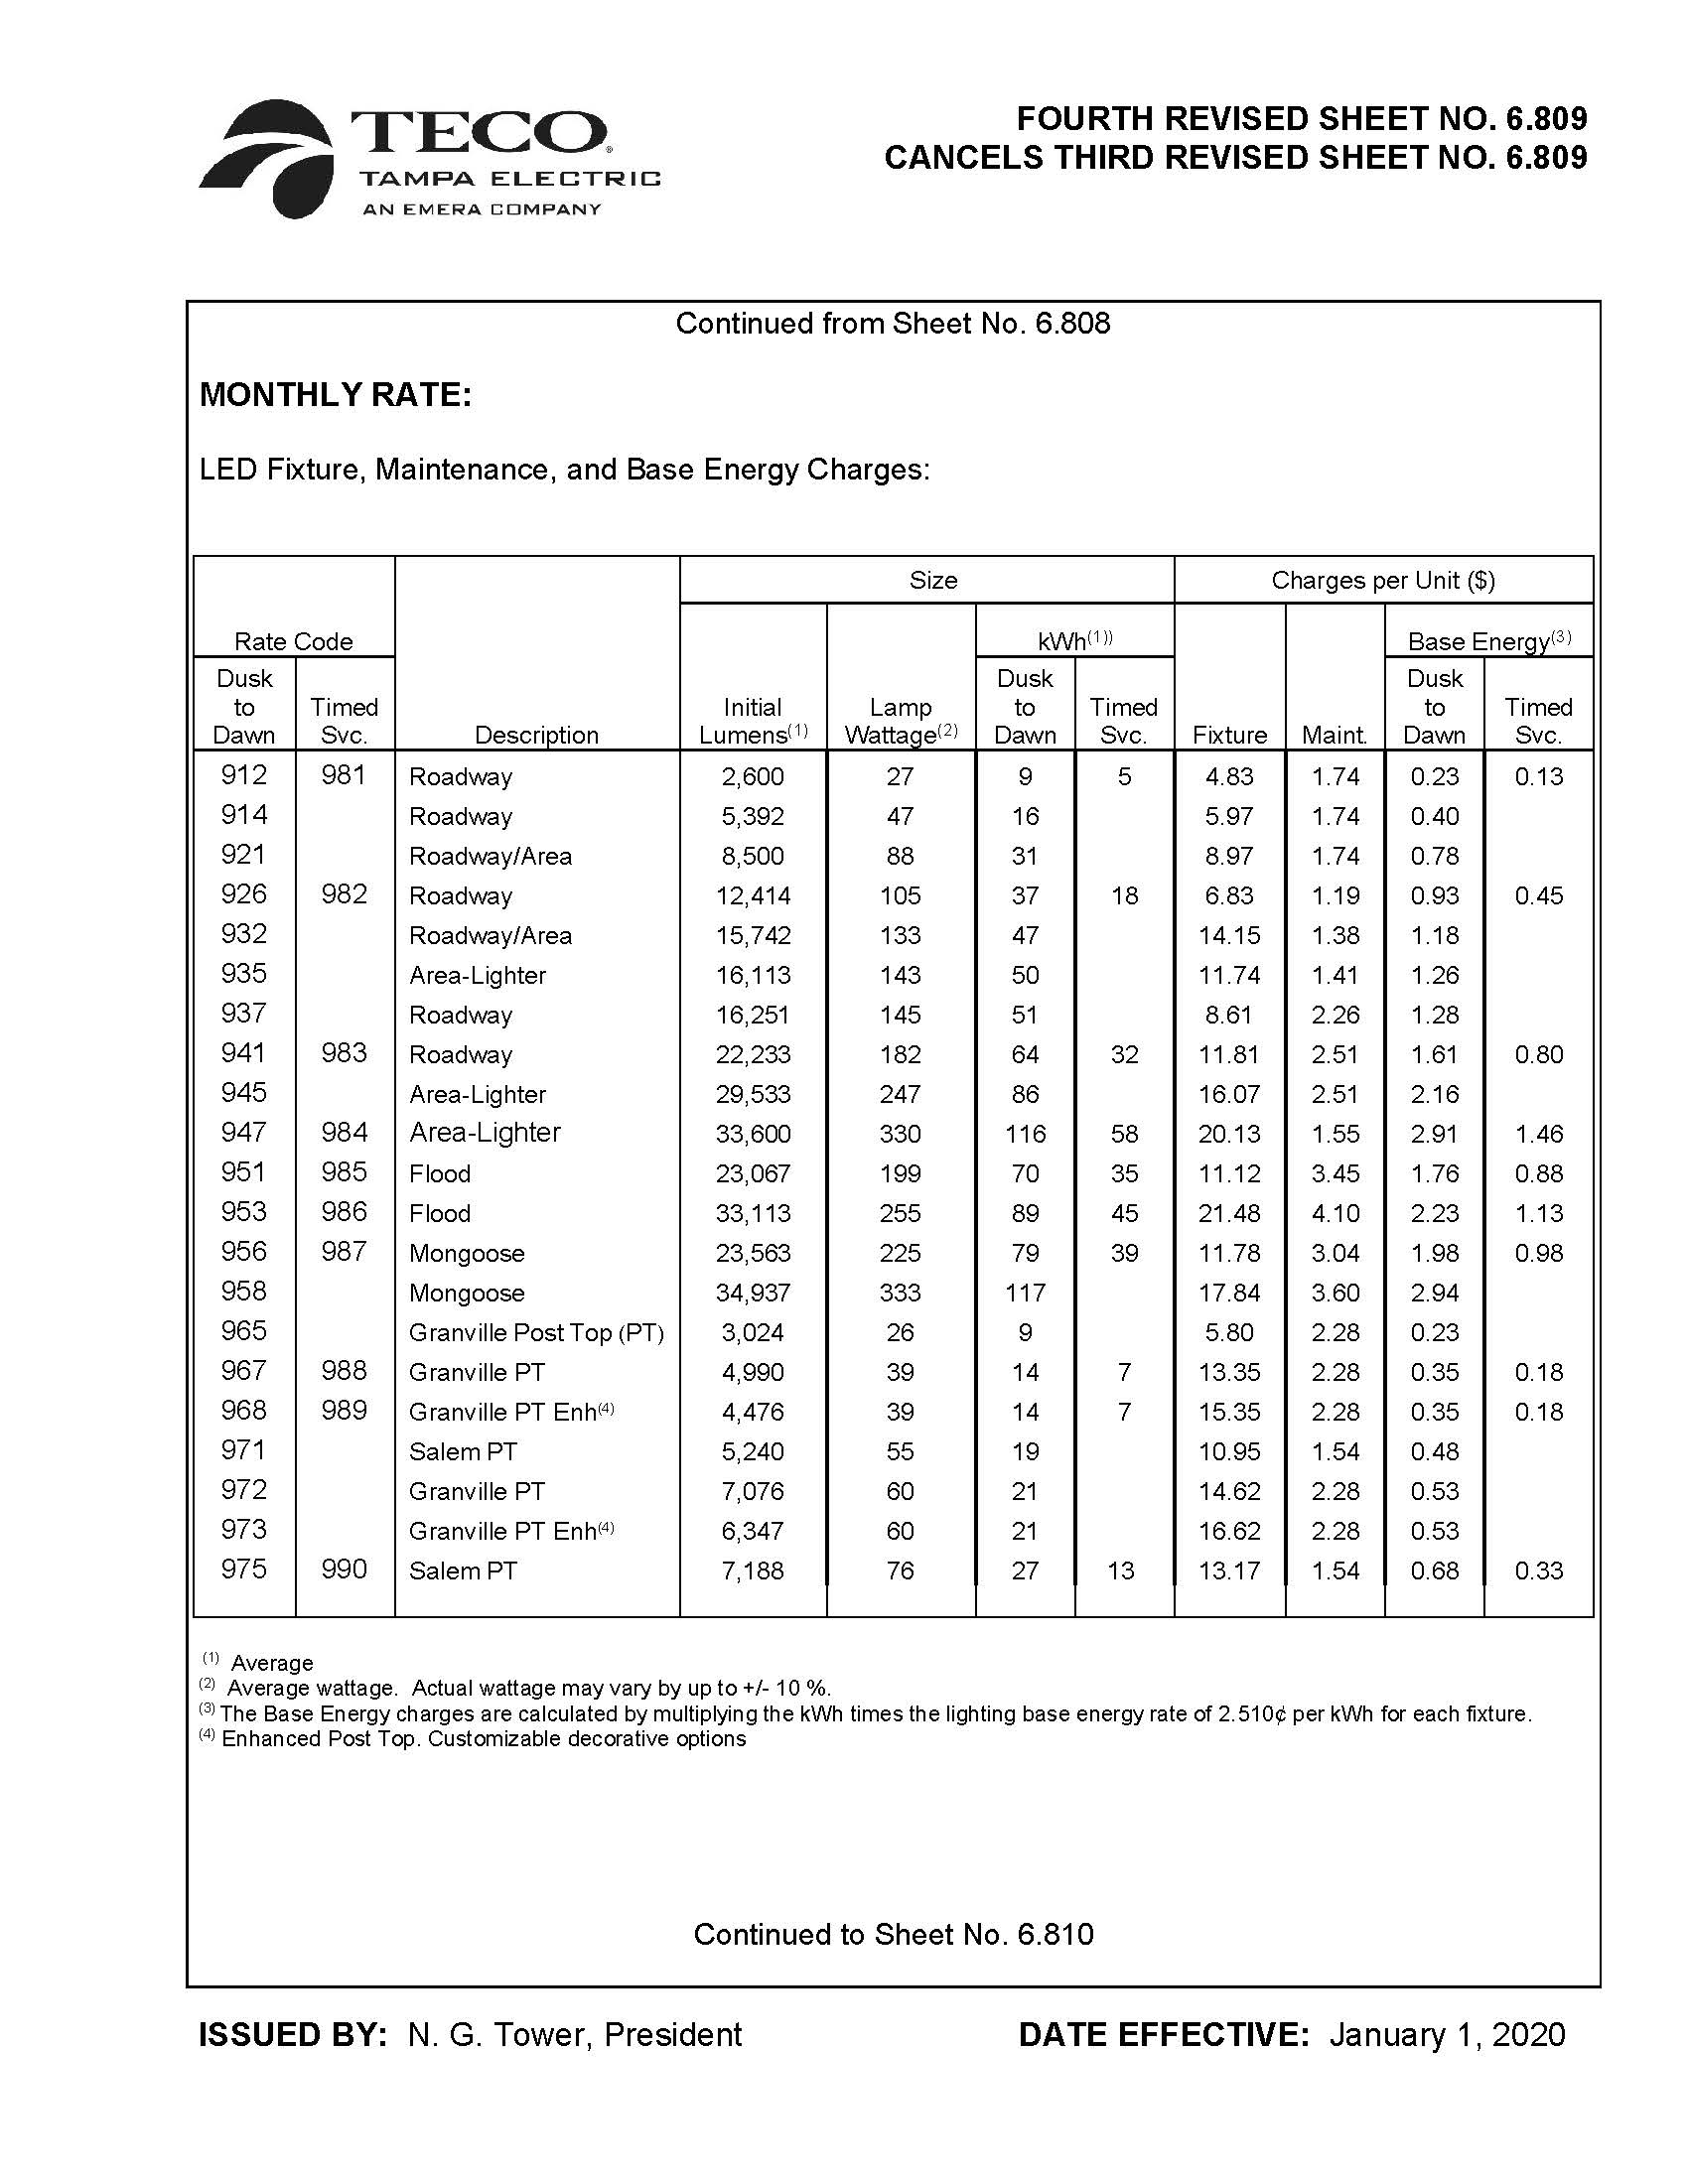 TECO®
TAMPA ELECTRIC
AN EMERA COMPANY
FOURTH REVISED SHEET NO. 6.809
CANCELS THIRD REVISED SHEET NO. 6.809
Continued from Sheet No. 6.808
MONTHLY RATE:
LED Fixture, Maintenance, and Base Energy Charges:
Size Charges per Unit ($)
Rate Code kWh(1)) Base Energy(3)
Dusk Dusk Dusk
to Timed Initial Lamp to Timed to Timed
Dawn Svc. Description Lumens(1) Wattage(2) Dawn Svc. Fixture Maint. Dawn Svc.
912 981 Roadway 2,600 27 9 5 4.83 1.74 0.23 0.13
914 Roadway 5,392 47 16 5.97 1.74 0.40
921 Roadway/Area 8,500 88 31 8.97 1.74 0.78
926 982 Roadway 12,414 105 37 18 6.83 1.19 0.93 0.45
932 Roadway/Area 15,742 133 47 14.15 1.38 1.18
935 Area-Lighter 16,113 143 50 11.74 1.41 1.26
937 Roadway 16,251 145 51 8.61 2.26 1.28
941 983 Roadway 22,233 182 64 32 11.81 2.51 1.61 0.80
945 Area-Lighter 29,533 247 86 16.07 2.51 2.16
947 984 Area-Lighter 33,600 330 116 58 20.13 1.55 2.91 1.46
951 985 Flood 23,067 199 70 35 11.12 3.45 1.76 0.88
953 986 Flood 33,113 255 89 45 21.48 4.10 2.23 1.13
956 987 Mongoose 23,563 225 79 39 11.78 3.04 1.98 0.98
958 Mongoose 34,937 333 117 17.84 3.60 2.94
965 Granville Post Top (PT) 3,024 26 9 5.80 2.28 0.23
967 988 Granville PT 4,990 39 14 7 13.35 2.28 0.35 0.18
968 989 Granville PT Enh(4) 4,476 39 14 7 15.35 2.28 0.35 0.18
971 Salem PT 5,240 55 19 10.95 1.54 0.48
972 Granville PT 7,076 60 21 14.62 2.28 0.53
973 Granville PT Enh(4) 6,347 60 21 16.62 2.28 0.53
975 990 Salem PT 7,188 76 27 13 13.17 1.54 0.68 0.33
(1) Average
(2) Average wattage. Actual wattage may vary by up to +/- 10 %.
(3) The Base Energy charges are calculated by multiplying the kWh times the lighting base energy rate of 2.510¢ per kWh for each fixture.
(4) Enhanced Post Top. Customizable decorative options
Continued to Sheet No. 6.810
ISSUED BY: N. G. Tower, President
DATE EFFECTIVE: January 1, 2020